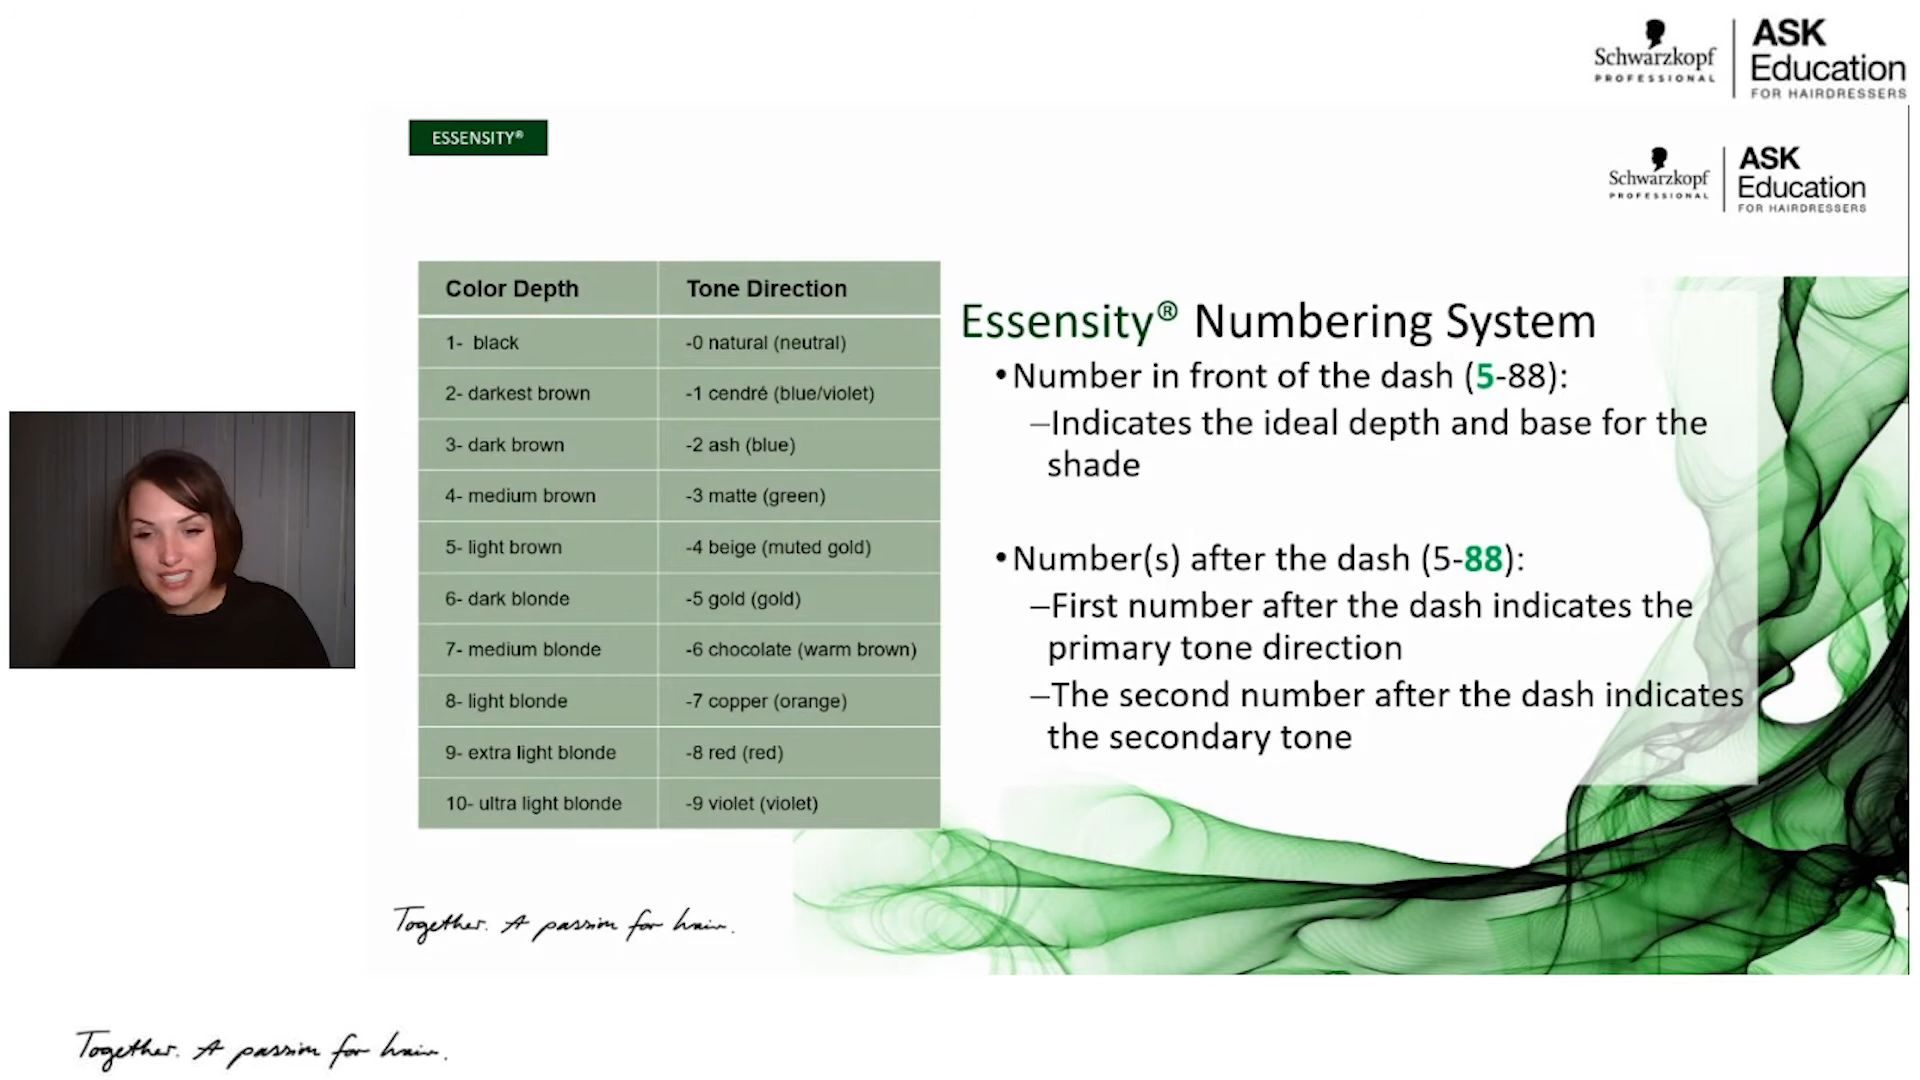 Schwarzkopf
PROFESSIONAL
ASK
Education
FOR HAIRDRESSERS
ESSENSITY®
Schwarzkopf
PROFESSIONAL
ASK
Education
FOR HAIRDRESSERS
Color Depth Tone Direction
1- black -0 natural (neutral)
2- darkest brown -1 cendré (blue/violet)
3- dark brown -2 ash (blue)
4- medium brown -3 matte (green)
5- light brown -4 beige (muted gold)
6- dark blonde -5 gold (gold)
7- medium blonde -6 chocolate (warm brown)
8- light blonde -7 copper (orange)
9- extra light blonde -8 red (red)
10- ultra light blonde -9 violet (violet)
Essensity® Numbering System
•Number in front of the dash (5-88):
–Indicates the ideal depth and base for the
shade
•Number(s) after the dash (5-88):
–First number after the dash indicates the
primary tone direction
–The second number after the dash indicates
the secondary tone
Together. A passion for hair.
Together. A passion for hair.